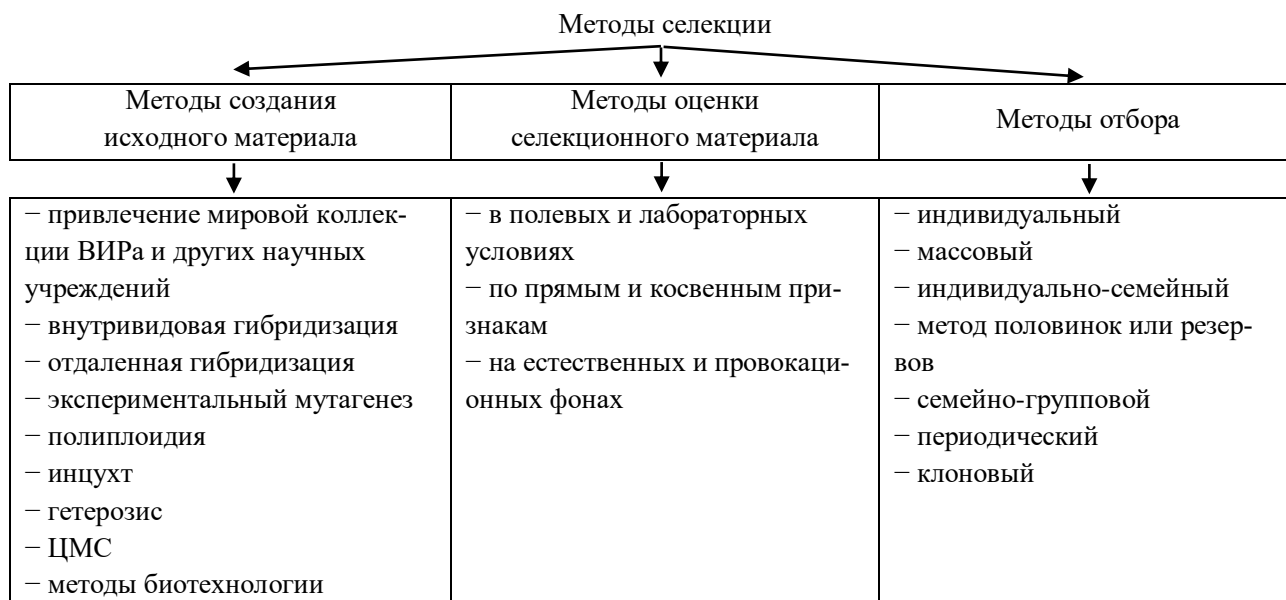 Методы селекции
Методы создания
исходного материала
Методы оценки
селекционного материала
Методы отбора
− привлечение мировой коллек-
ции ВИРа и других научных
учреждений
− внутривидовая гибридизация
− отдаленная гибридизация
− экспериментальный мутагенез
− полиплоидия
− инцухт
− гетерозис
− ЦМС
− методы биотехнологии
− в полевых и лабораторных
условиях
− по прямым и косвенным при-
знакам
− на естественных и провокаци-
онных фонах
− индивидуальный
− массовый
− индивидуально-семейный
− метод половинок или резер-
вов
− семейно-групповой
− периодический
− клоновый